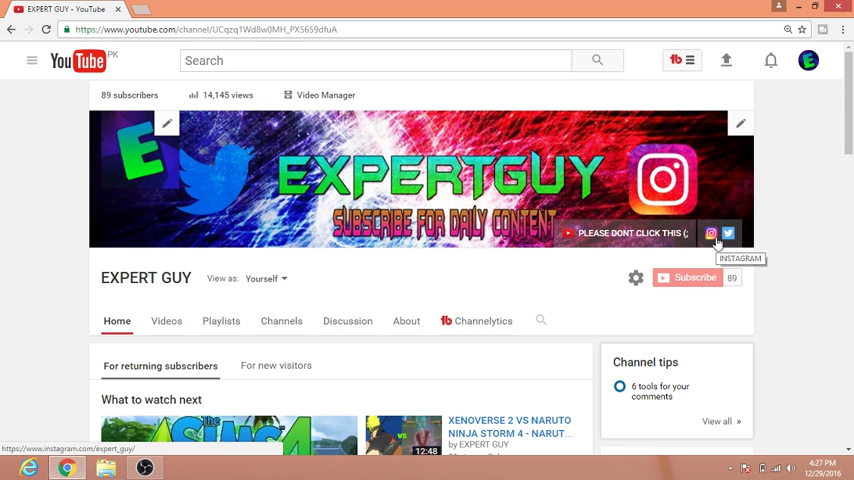 EXPERT GUY - YouTube
https://www.youtube.com/channel/UCqzq1Wd8w0MH_PXS659dfuA
YouTube PK
Search
89 subscribers
14,145 views
Video Manager
E
EXPERTGUY
SUBSCRIBE FOR DAILY CONTENT
PLEASE DONT CLICK THIS (;
INSTAGRAM
EXPERT GUY
View as: Yourself
Subscribe 89
Home
Videos
Playlists
Channels
Discussion
About
Channelytics
For returning subscribers
For new visitors
Channel tips
6 tools for your
comments
View all »
What to watch next
THE
SiMS4
vs
12:48
XENOVERSE 2 VS NARUTO
NINJA STORM 4 - NARUT...
by EXPERT GUY
https://www.instagram.com/expert_guy/
4:27 PM
12/29/2016